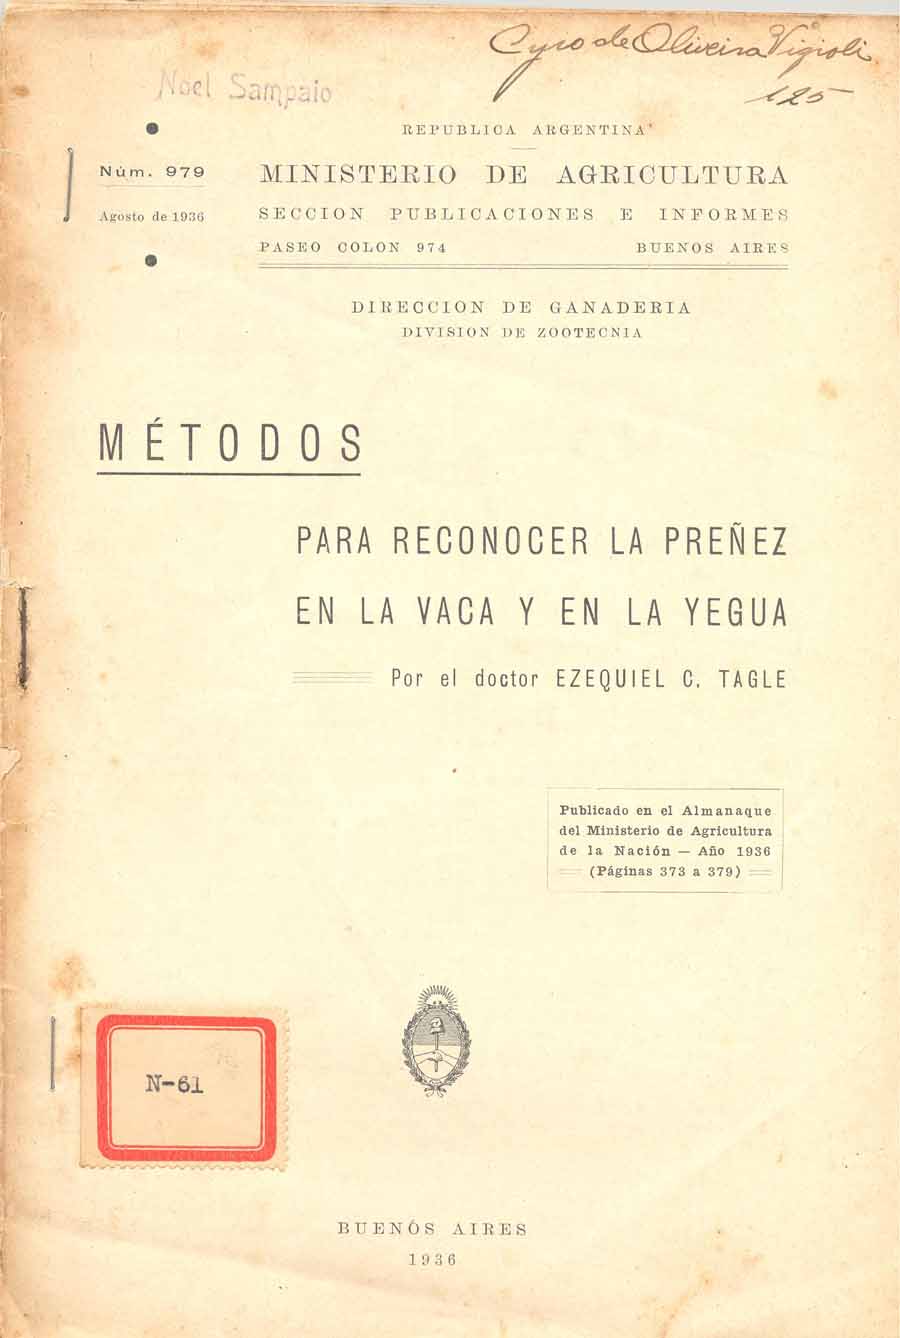 Cyro de Oliveira Vigioli
125
Noel Sampaio
REPUBLICA ARGENTINA
Núm. 979
MINISTERIO DE AGRICULTURA
Agosto de 1936
SECCION PUBLICACIONES E INFORMES
PASEO COLON 974 BUENOS AIRES
DIRECCION DE GANADERIA
DIVISION DE ZOOTECNIA
MÉTODOS
PARA RECONOCER LA PREÑEZ
EN LA VACA Y EN LA YEGUA
Por el doctor EZEQUIEL C. TAGLE
Publicado en el Almanaque
del Ministerio de Agricultura
de la Nación — Año 1936
(Páginas 373 a 379)
N-61
BUENOS AIRES
1936